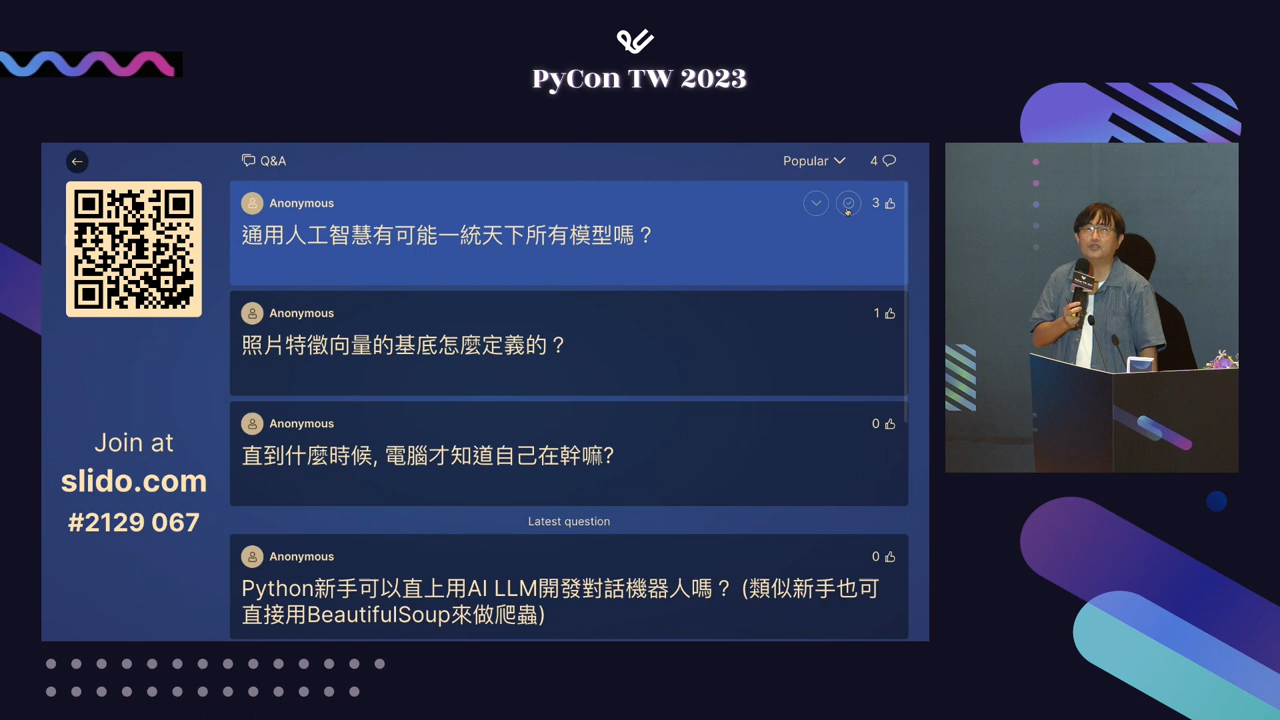 PyCon TW 2023
Q&A
Popular
4
Anonymous
3
通用人工智慧有可能一統天下所有模型嗎？
Anonymous
1
照片特徵向量的基底怎麼定義的？
Anonymous
0
直到什麼時候, 電腦才知道自己在幹嘛?
Join at
slido.com
#2129 067
Latest question
Anonymous
0
Python新手可以直上用AI LLM開發對話機器人嗎？ (類似新手也可
直接用BeautifulSoup來做爬蟲)